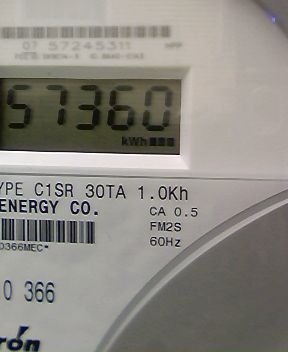 07 57245311
57360
kWh
YPE C1SR 30TA 1.0Kh
ENERGY CO. CA 0.5
FM2S
0366MEC* 60Hz
0 366
rón